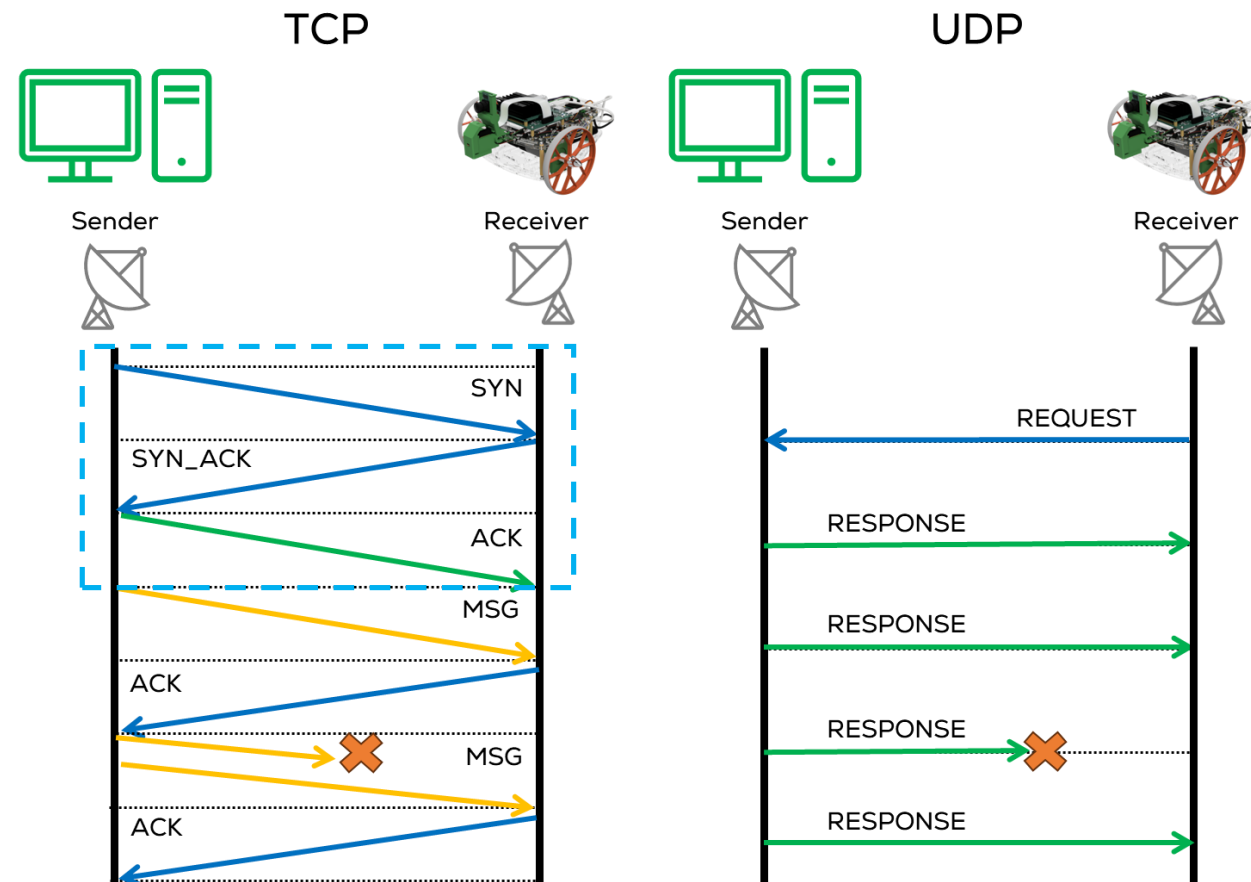 TCP
UDP
Sender
Receiver
Sender
Receiver
SYN
SYN_ACK
ACK
MSG
ACK
MSG
ACK
REQUEST
RESPONSE
RESPONSE
RESPONSE
RESPONSE